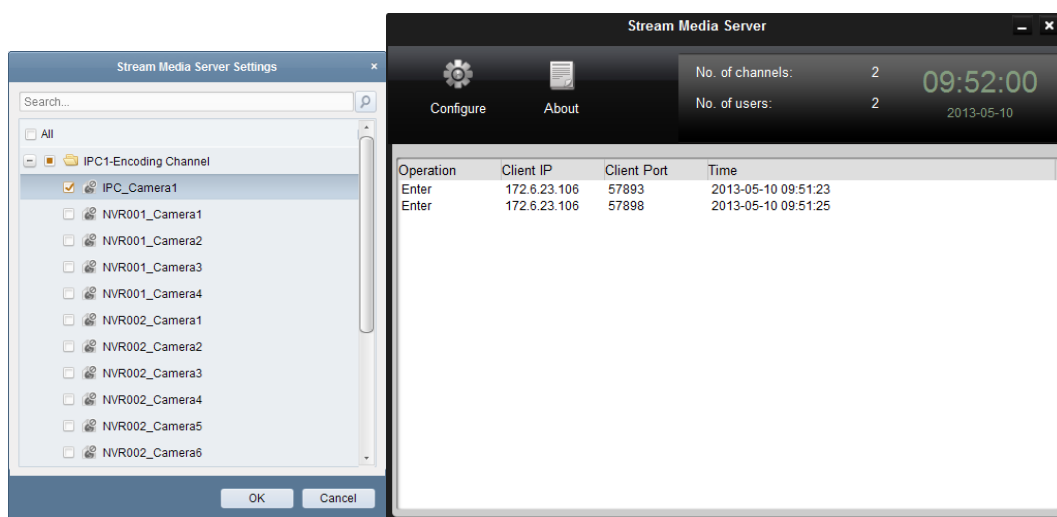 Stream Media Server Settings
×
Search...
All
IPC1-Encoding Channel
IPC_Camera1
NVR001_Camera1
NVR001_Camera2
NVR001_Camera3
NVR001_Camera4
NVR002_Camera1
NVR002_Camera2
NVR002_Camera3
NVR002_Camera4
NVR002_Camera5
NVR002_Camera6
OK Cancel
Stream Media Server
Configure About
No. of channels: 2
No. of users: 2
09:52:00
2013-05-10
Operation Client IP Client Port Time
Enter 172.6.23.106 57893 2013-05-10 09:51:23
Enter 172.6.23.106 57898 2013-05-10 09:51:25